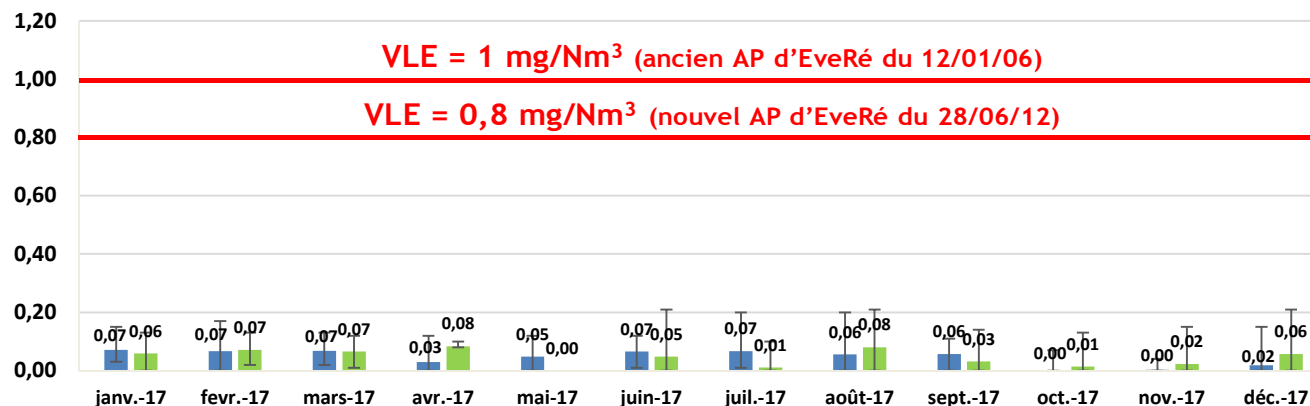 1,20
VLE = 1 mg/Nm³ (ancien AP d'EveRé du 12/01/06)
1,00
VLE = 0,8 mg/Nm³ (nouvel AP d'EveRé du 28/06/12)
0,80
0,60
0,40
0,20
0,07 0,06 0,07 0,07 0,07 0,07 0,03 0,08 0,05 0,00 0,07 0,05 0,07 0,01 0,06 0,08 0,06 0,03 0,00 0,01 0,00 0,02 0,02 0,06
0,00
janv.-17 fevr.-17 mars-17 avr.-17 mai-17 juin-17 juil.-17 août-17 sept.-17 oct.-17 nov.-17 déc.-17